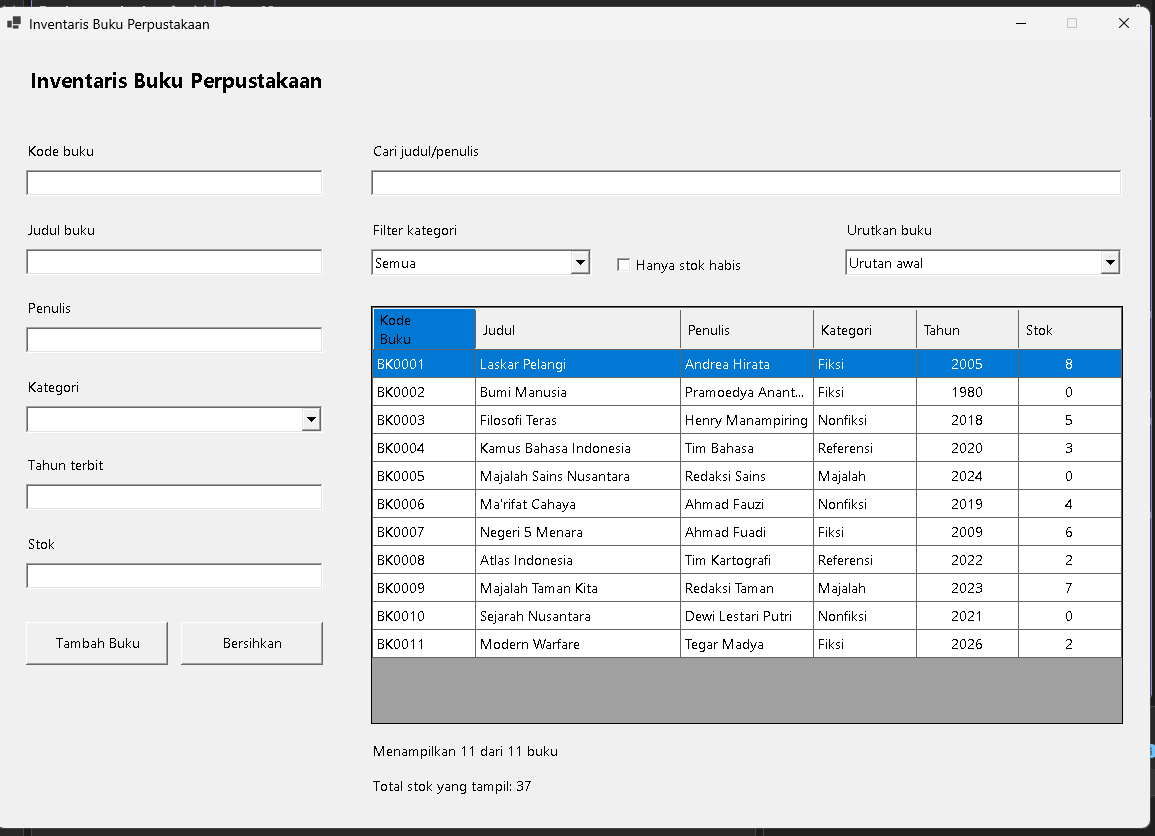 Inventaris Buku Perpustakaan
Inventaris Buku Perpustakaan
Kode buku
Judul buku
Penulis
Kategori
Tahun terbit
Stok
Tambah Buku Bersihkan
Cari judul/penulis
Filter kategori Urutkan buku
Semua Hanya stok habis Urutan awal
Kode Buku Judul Penulis Kategori Tahun Stok
BK0001 Laskar Pelangi Andrea Hirata Fiksi 2005 8
BK0002 Bumi Manusia Pramoedya Anant... Fiksi 1980 0
BK0003 Filosofi Teras Henry Manampiring Nonfiksi 2018 5
BK0004 Kamus Bahasa Indonesia Tim Bahasa Referensi 2020 3
BK0005 Majalah Sains Nusantara Redaksi Sains Majalah 2024 0
BK0006 Ma'rifat Cahaya Ahmad Fauzi Nonfiksi 2019 4
BK0007 Negeri 5 Menara Ahmad Fuadi Fiksi 2009 6
BK0008 Atlas Indonesia Tim Kartografi Referensi 2022 2
BK0009 Majalah Taman Kita Redaksi Taman Majalah 2023 7
BK0010 Sejarah Nusantara Dewi Lestari Putri Nonfiksi 2021 0
BK0011 Modern Warfare Tegar Madya Fiksi 2026 2
Menampilkan 11 dari 11 buku
Total stok yang tampil: 37